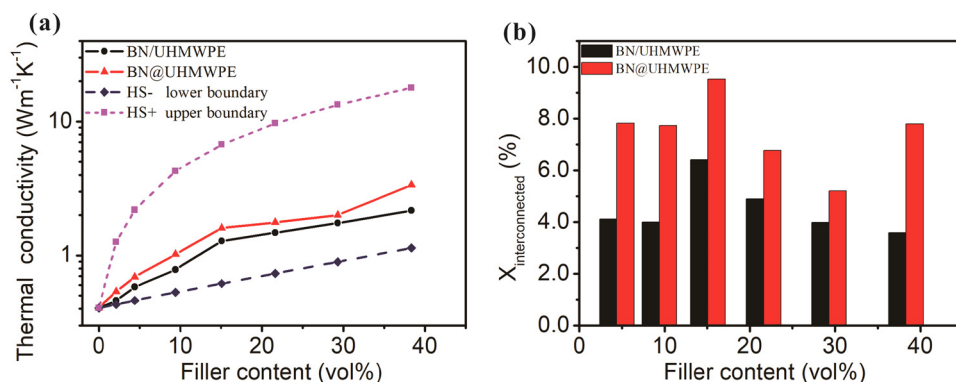 (a)
BN/UHMWPE
BN@UHMWPE
HS- lower boundary
HS+ upper boundary
Thermal conductivity (Wm⁻¹K⁻¹)
10
1
0 10 20 30 40
Filler content (vol%)
(b)
BN/UHMWPE
BN@UHMWPE
X_interconnected (%)
10.0
8.0
6.0
4.0
2.0
0.0
0 10 20 30 40
Filler content (vol%)